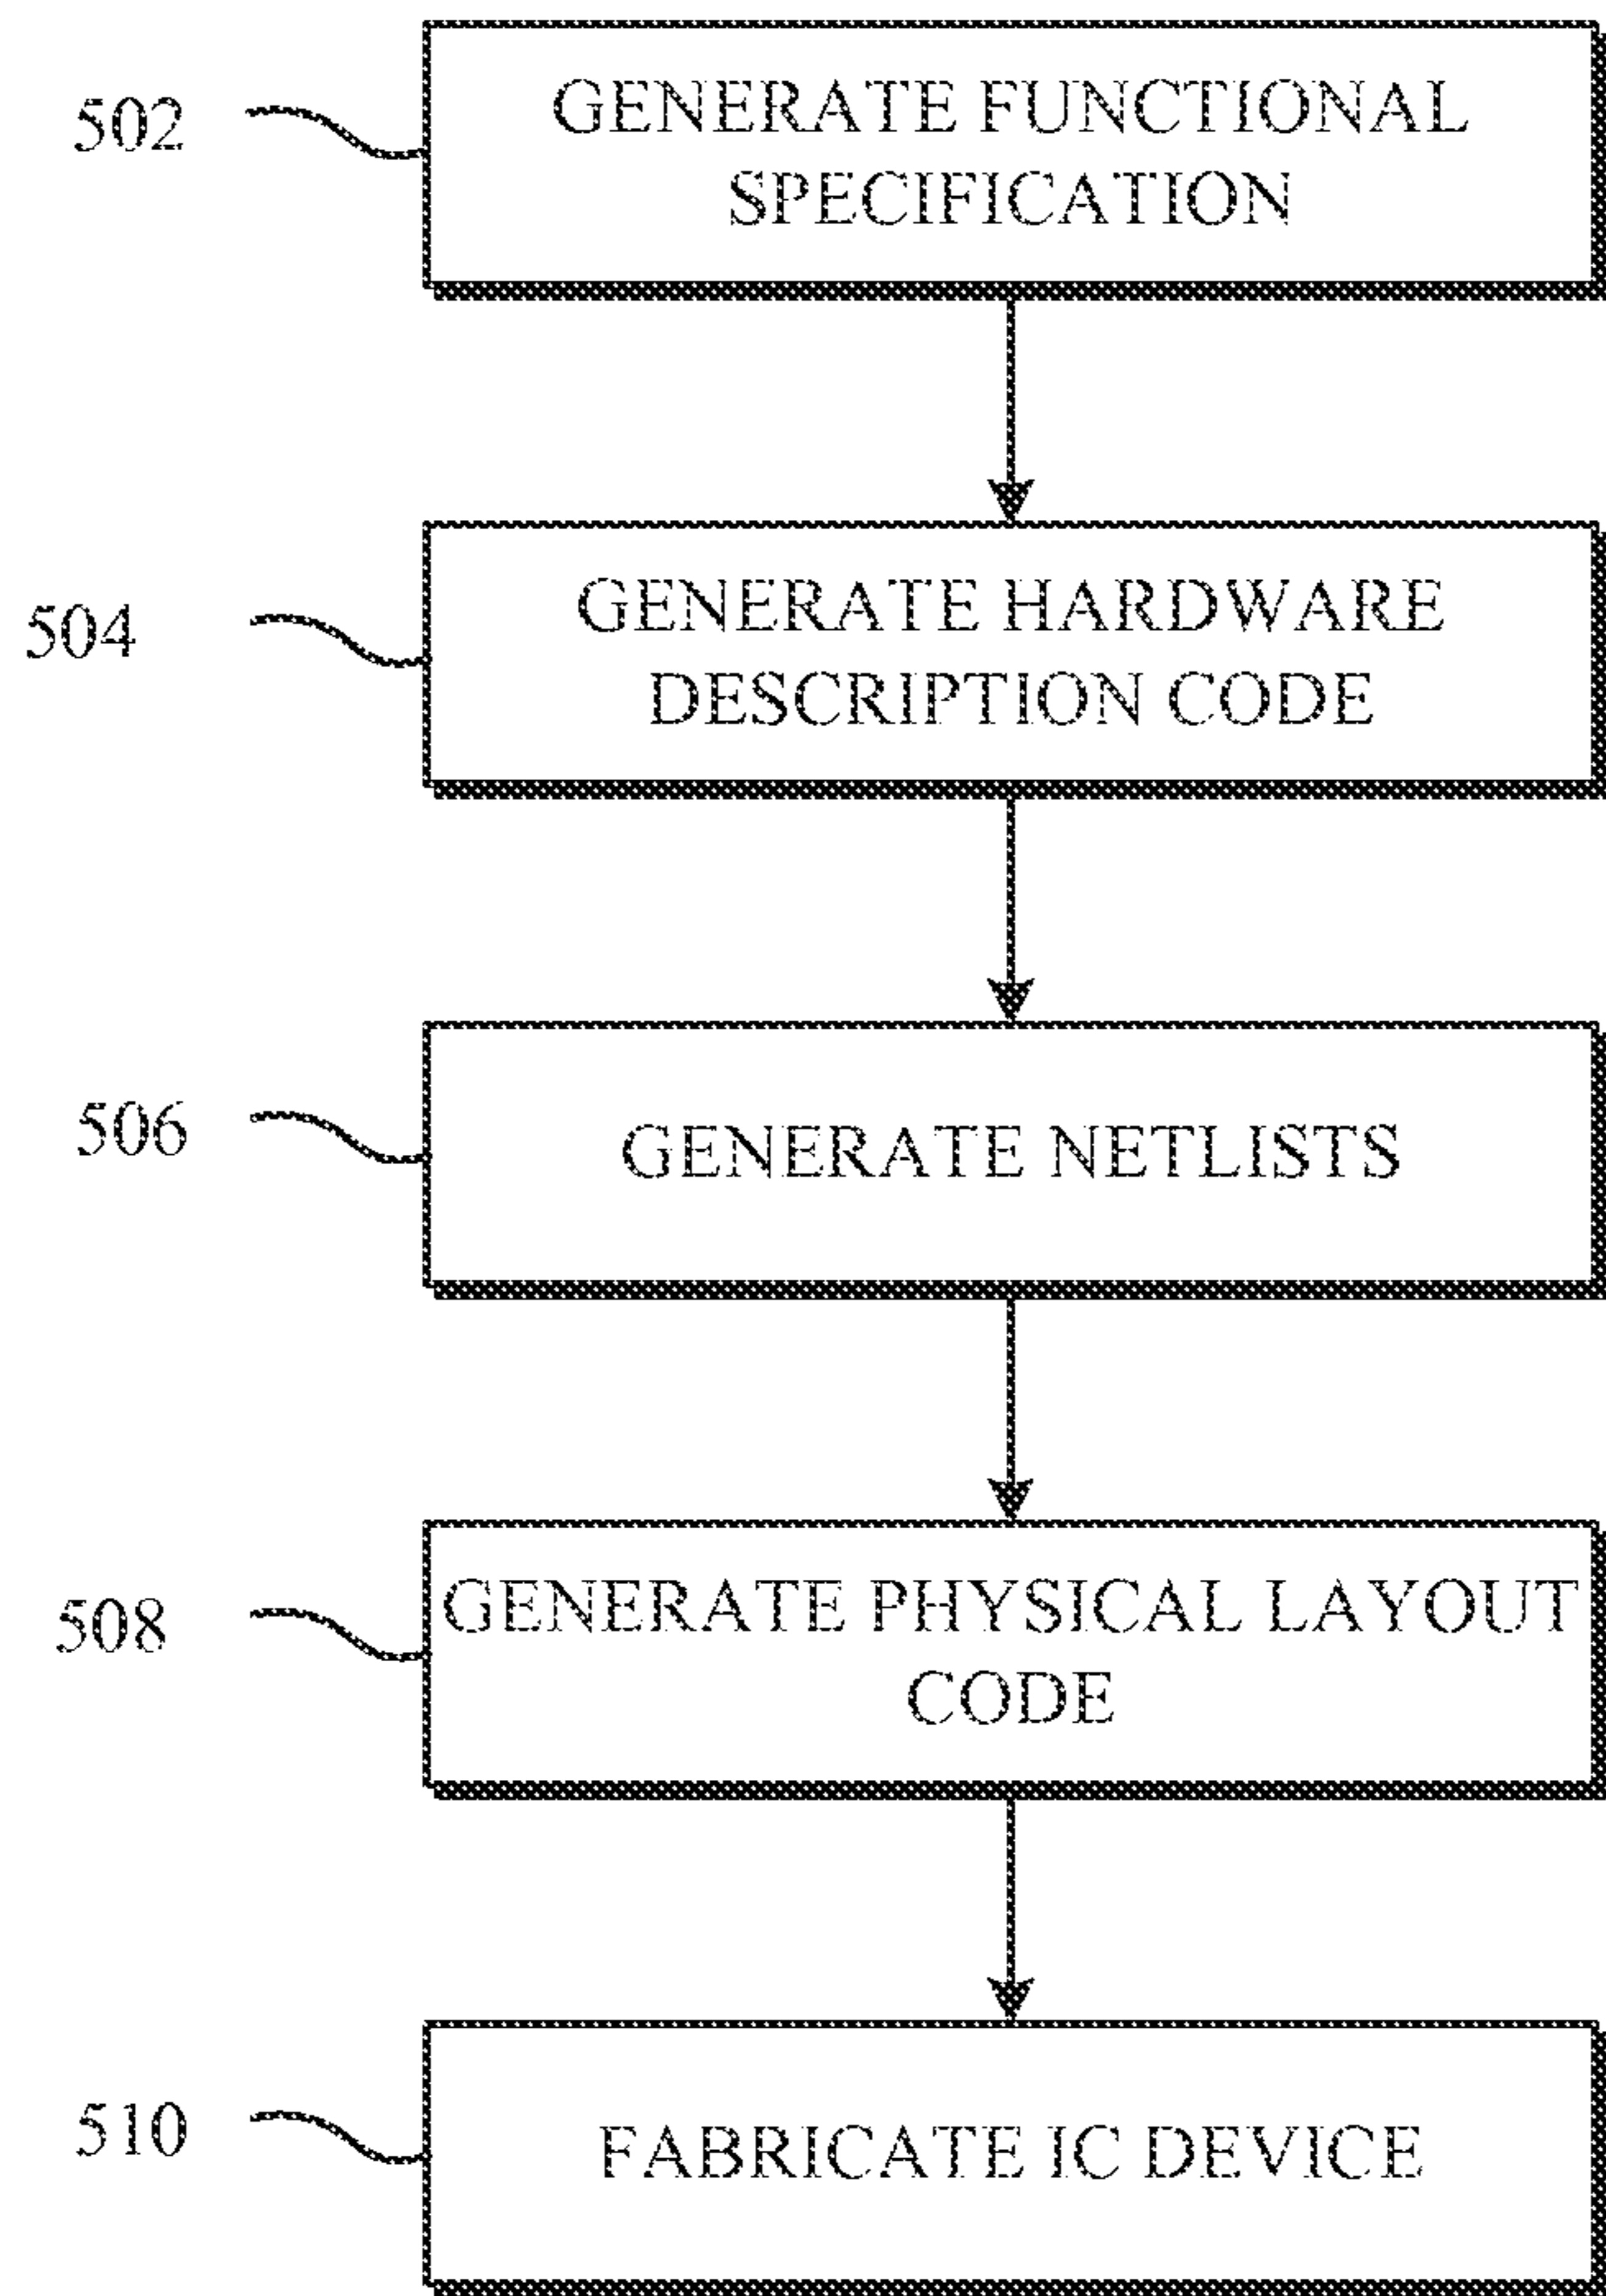 502
GENERATE FUNCTIONAL
SPECIFICATION
504
GENERATE HARDWARE
DESCRIPTION CODE
506
GENERATE NETLISTS
508
GENERATE PHYSICAL LAYOUT
CODE
510
FABRICATE IC DEVICE